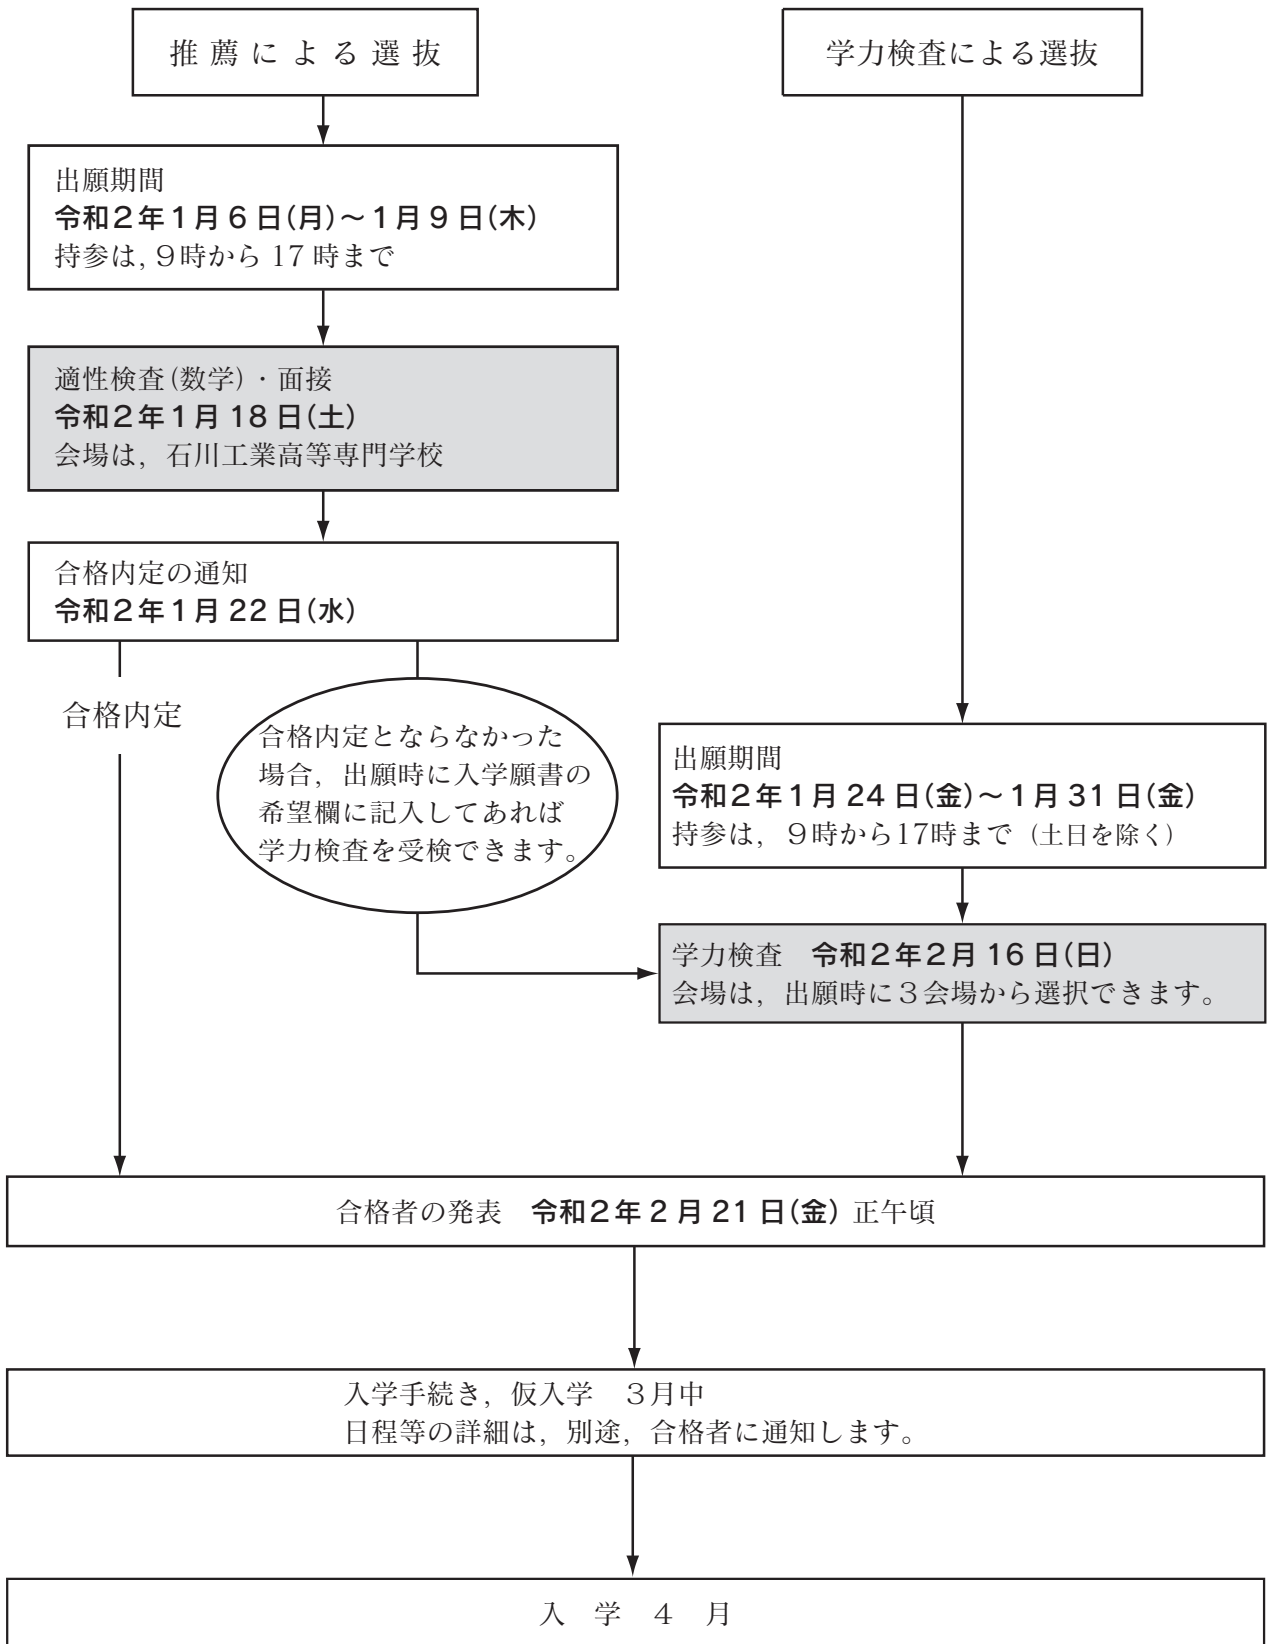 推薦による選抜
学力検査による選抜
出願期間
令和2年1月6日(月)～1月9日(木)
持参は，9時から17時まで
適性検査(数学)・面接
令和2年1月18日(土)
会場は，石川工業高等専門学校
合格内定の通知
令和2年1月22日(水)
合格内定
合格内定とならなかった
場合，出願時に入学願書の
希望欄に記入してあれば
学力検査を受検できます。
出願期間
令和2年1月24日(金)～1月31日(金)
持参は，9時から17時まで（土日を除く）
学力検査　令和2年2月16日(日)
会場は，出願時に3会場から選択できます。
合格者の発表　令和2年2月21日(金) 正午頃
入学手続き，仮入学　3月中
日程等の詳細は，別途，合格者に通知します。
入　学　4　月